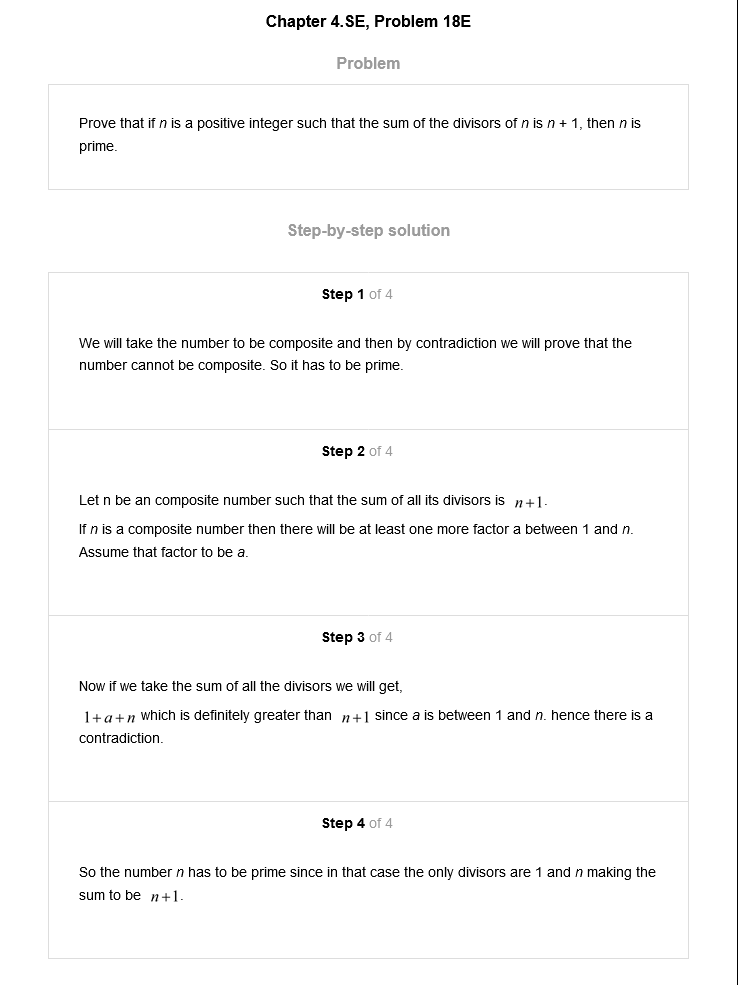 Chapter 4.SE, Problem 18E
Problem
Prove that if n is a positive integer such that the sum of the divisors of n is n + 1, then n is
prime.
Step-by-step solution
Step 1 of 4
We will take the number to be composite and then by contradiction we will prove that the
number cannot be composite. So it has to be prime.
Step 2 of 4
Let n be an composite number such that the sum of all its divisors is n+1.
If n is a composite number then there will be at least one more factor a between 1 and n.
Assume that factor to be a.
Step 3 of 4
Now if we take the sum of all the divisors we will get,
1+a+n which is definitely greater than n+1 since a is between 1 and n. hence there is a
contradiction.
Step 4 of 4
So the number n has to be prime since in that case the only divisors are 1 and n making the
sum to be n+1.